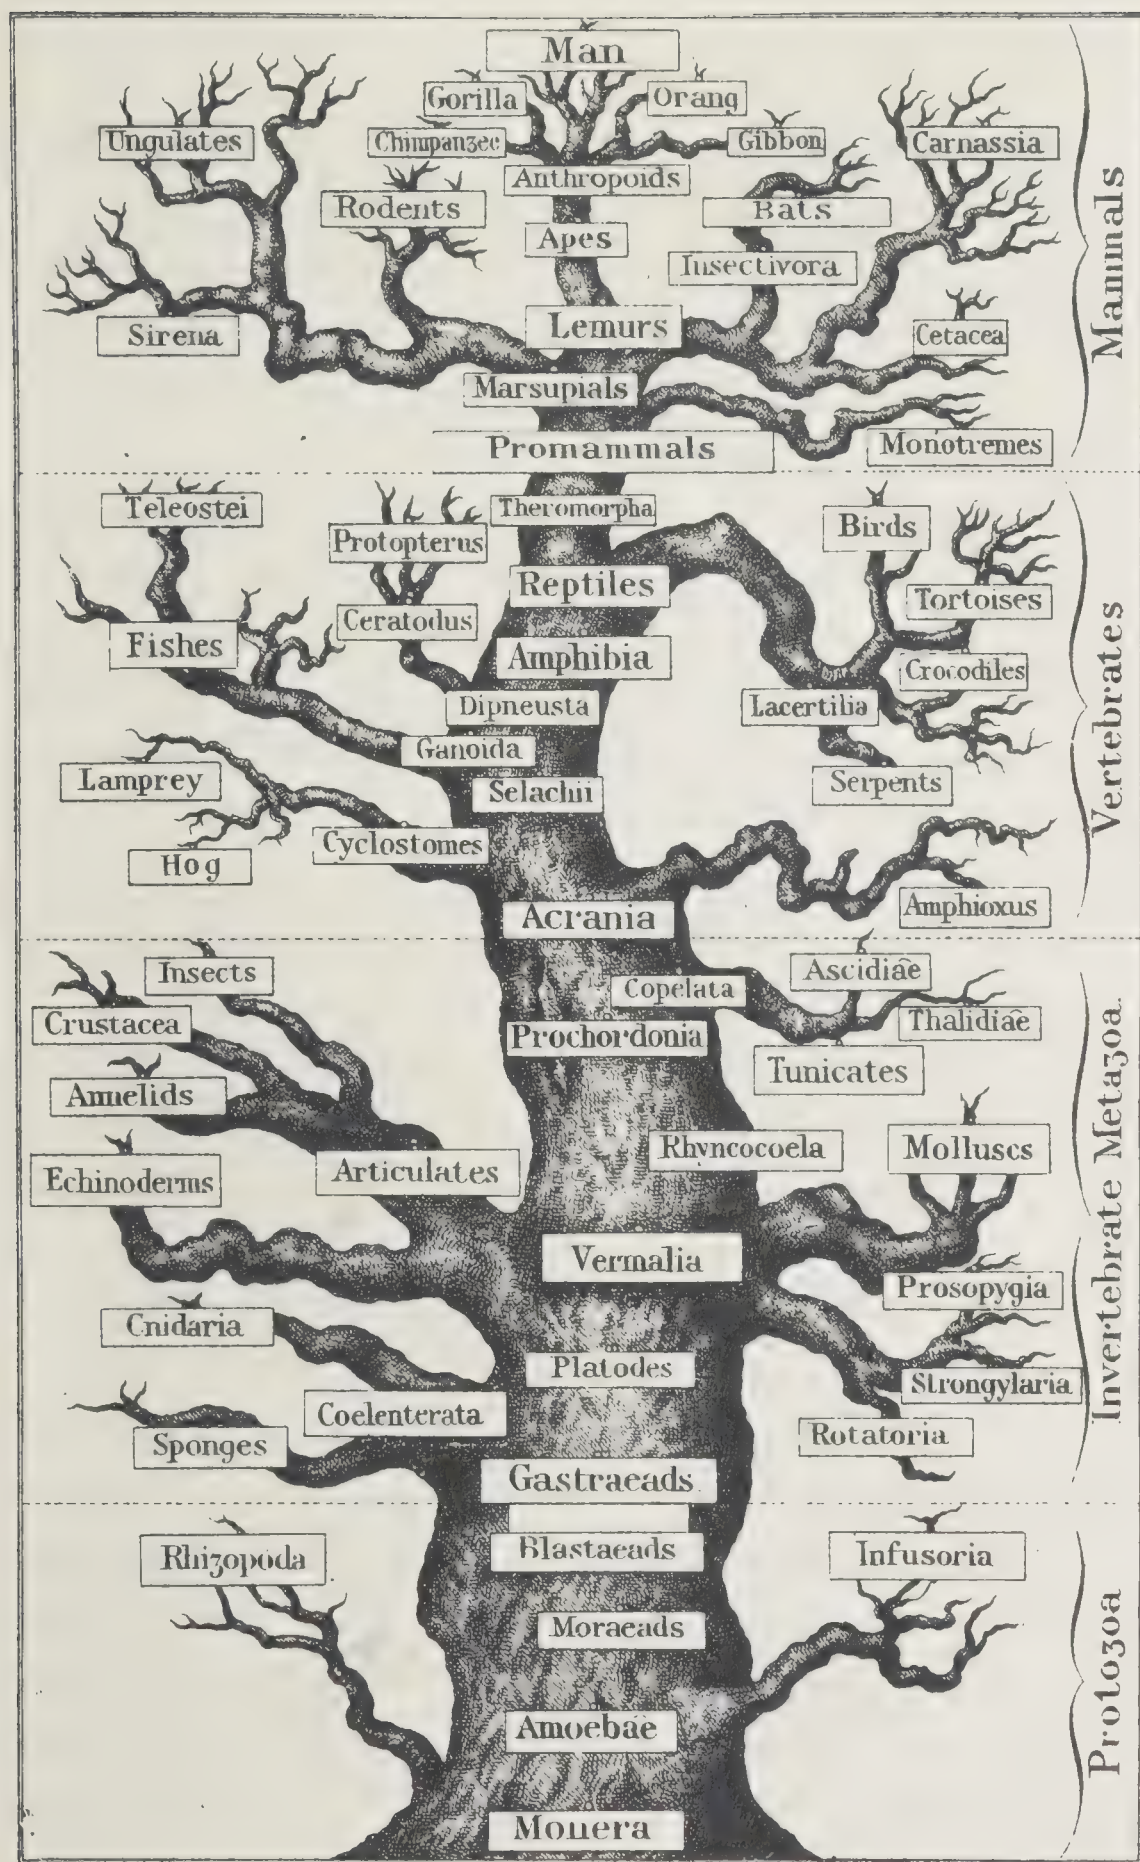 Man
Gorilla
Orang
Ungulates
Chimpanzee
Gibbon
Carnassia
Anthropoids
Rodents
Bats
Apes
Insectivora
Sirena
Lemurs
Cetacea
Marsupials
Promammals
Monotremes
Mammals
Teleostei
Theromorpha
Protopterus
Birds
Reptiles
Tortoises
Ceratodus
Fishes
Amphibia
Crocodiles
Dipneusta
Lacertilia
Ganoida
Lamprey
Selachii
Serpents
Cyclostomes
Hog
Acrania
Amphioxus
Vertebrates
Insects
Ascidiae
Copelata
Crustacea
Prochordonia
Thalidiae
Tunicates
Annelids
Rhyncocoela
Molluscs
Echinoderms
Articulates
Vermalia
Prosopygia
Cnidaria
Platodes
Strongylaria
Coelenterata
Sponges
Rotatoria
Gastraeads
Invertebrate Metazoa.
Rhizopoda
Blastaeads
Infusoria
Moraeads
Amoebae
Monera
Protozoa